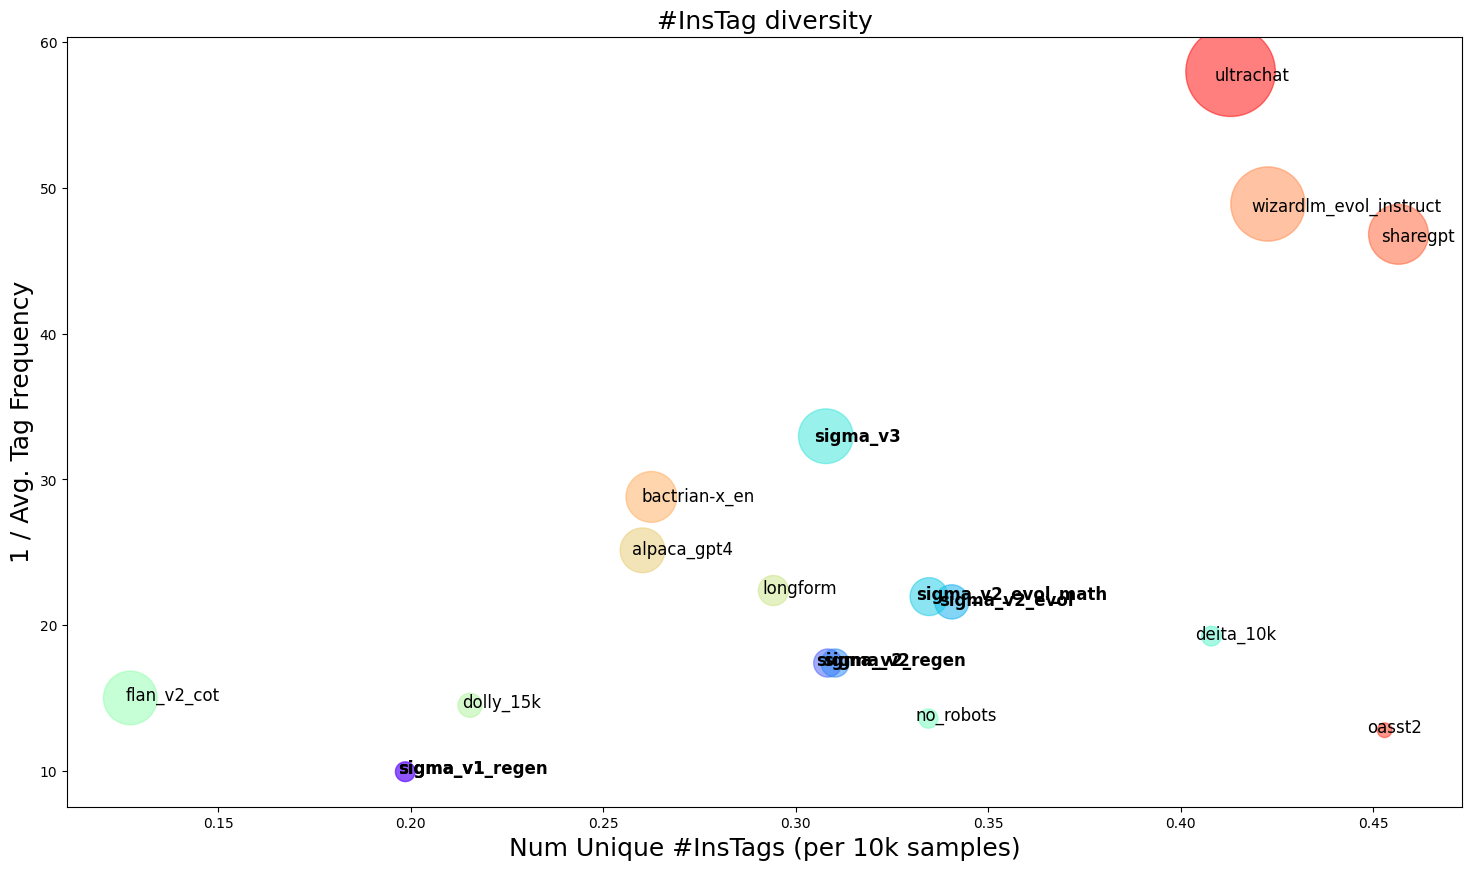 #InsTag diversity
60
ultrachat
50
wizardlm_evol_instruct
sharegpt
40
1 / Avg. Tag Frequency
sigma_v3
30
bactrian-x_en
alpaca_gpt4
longform
sigma_v2_evol_math
sigma_v2_evol
20
deita_10k
sigma_v2
sigma_v2_regen
flan_v2_cot
dolly_15k
no_robots
oasst2
10
sigma_v1_regen
0.15 0.20 0.25 0.30 0.35 0.40 0.45
Num Unique #InsTags (per 10k samples)